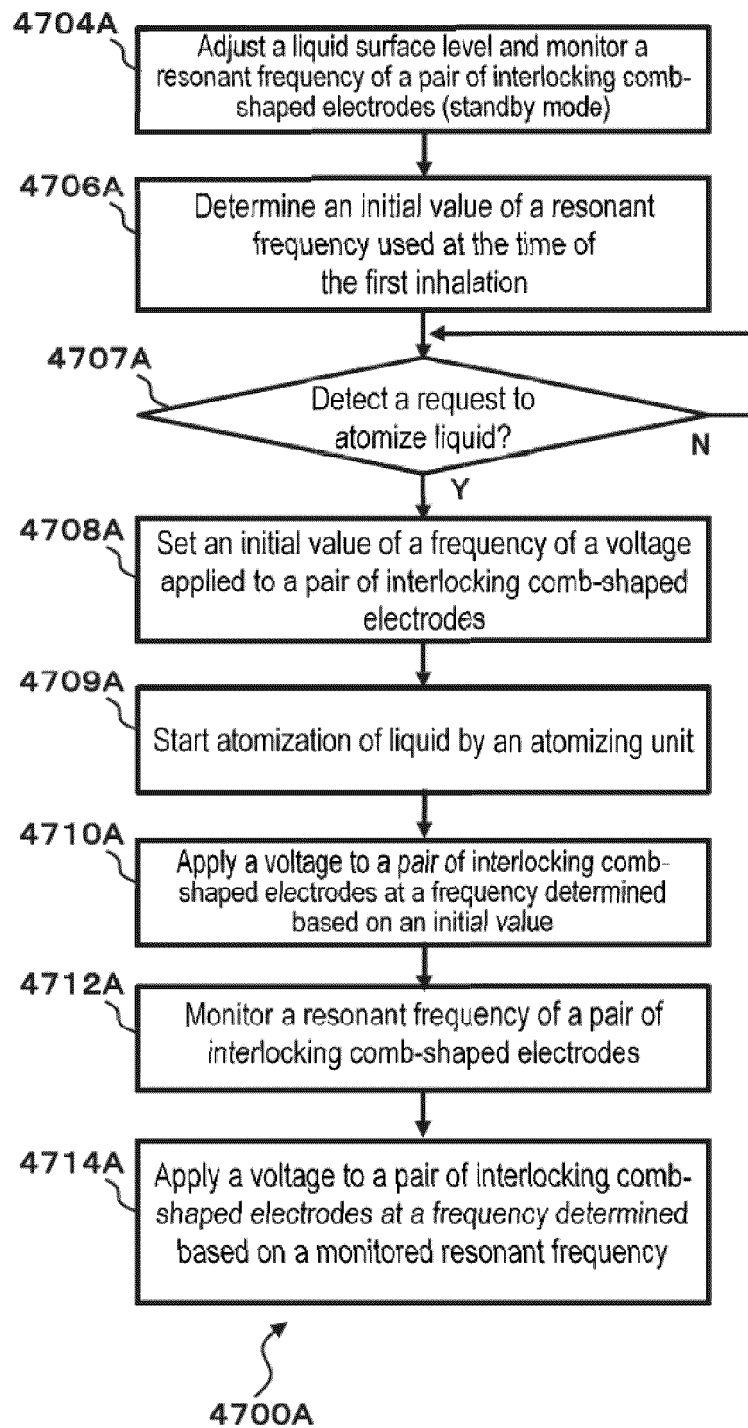 4704A
Adjust a liquid surface level and monitor a
resonant frequency of a pair of interlocking comb-
shaped electrodes (standby mode)
4706A
Determine an initial value of a resonant
frequency used at the time of
the first inhalation
4707A
Detect a request to
atomize liquid?
N
Y
4708A
Set an initial value of a frequency of a voltage
applied to a pair of interlocking comb-shaped
electrodes
4709A
Start atomization of liquid by an atomizing unit
4710A
Apply a voltage to a pair of interlocking comb-
shaped electrodes at a frequency determined
based on an initial value
4712A
Monitor a resonant frequency of a pair of
interlocking comb-shaped electrodes
4714A
Apply a voltage to a pair of interlocking comb-
shaped electrodes at a frequency determined
based on a monitored resonant frequency
4700A